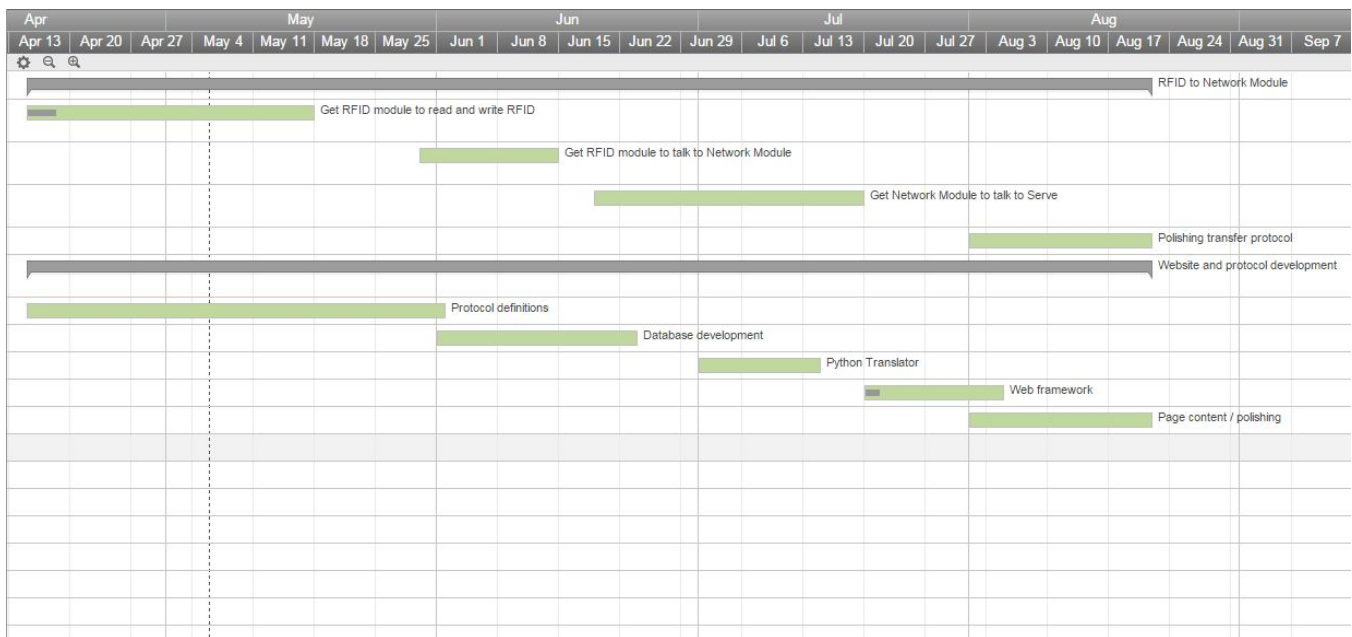 Apr May Jun Jul Aug
Apr 13 Apr 20 Apr 27 May 4 May 11 May 18 May 25 Jun 1 Jun 8 Jun 15 Jun 22 Jun 29 Jul 6 Jul 13 Jul 20 Jul 27 Aug 3 Aug 10 Aug 17 Aug 24 Aug 31 Sep 7
RFID to Network Module
Get RFID module to read and write RFID
Get RFID module to talk to Network Module
Get Network Module to talk to Serve
Polishing transfer protocol
Website and protocol development
Protocol definitions
Database development
Python Translator
Web framework
Page content / polishing